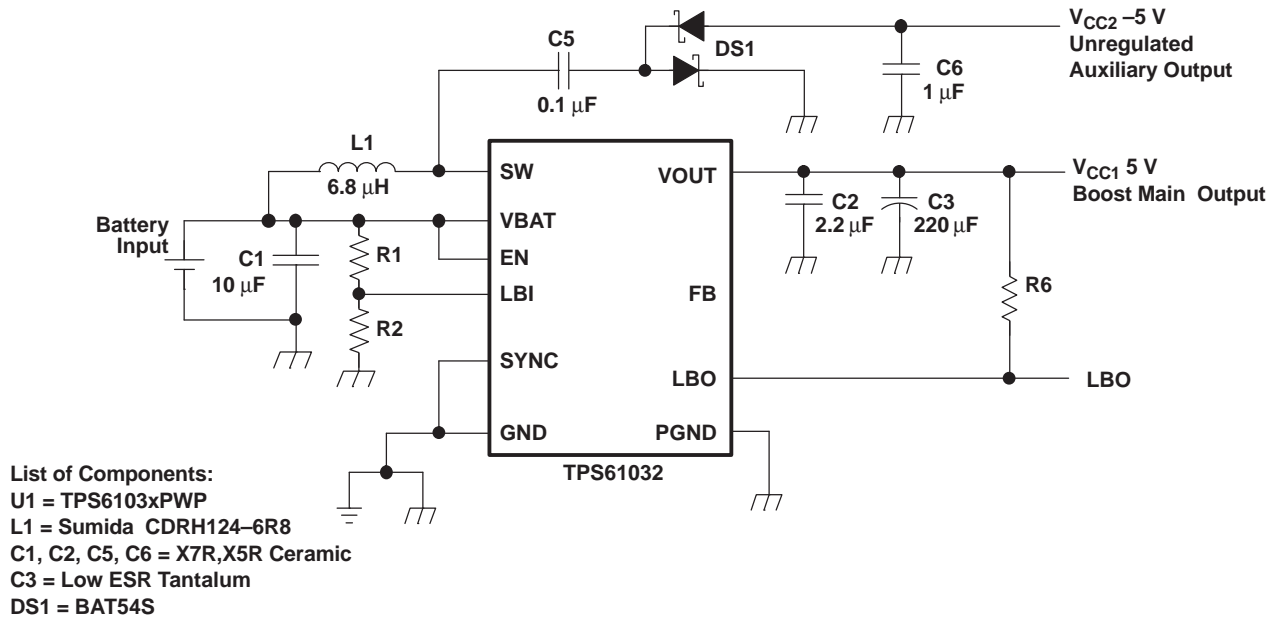 V_CC2 –5 V
Unregulated
Auxiliary Output
C5
0.1 μF
DS1
C6
1 μF
L1
6.8 μH
SW
VOUT
V_CC1 5 V
Boost Main Output
C2
2.2 μF
C3
220 μF
Battery
Input
VBAT
C1
10 μF
R1
EN
LBI
FB
R6
R2
SYNC
LBO
LBO
GND
PGND
TPS61032
List of Components:
U1 = TPS6103xPWP
L1 = Sumida CDRH124–6R8
C1, C2, C5, C6 = X7R,X5R Ceramic
C3 = Low ESR Tantalum
DS1 = BAT54S